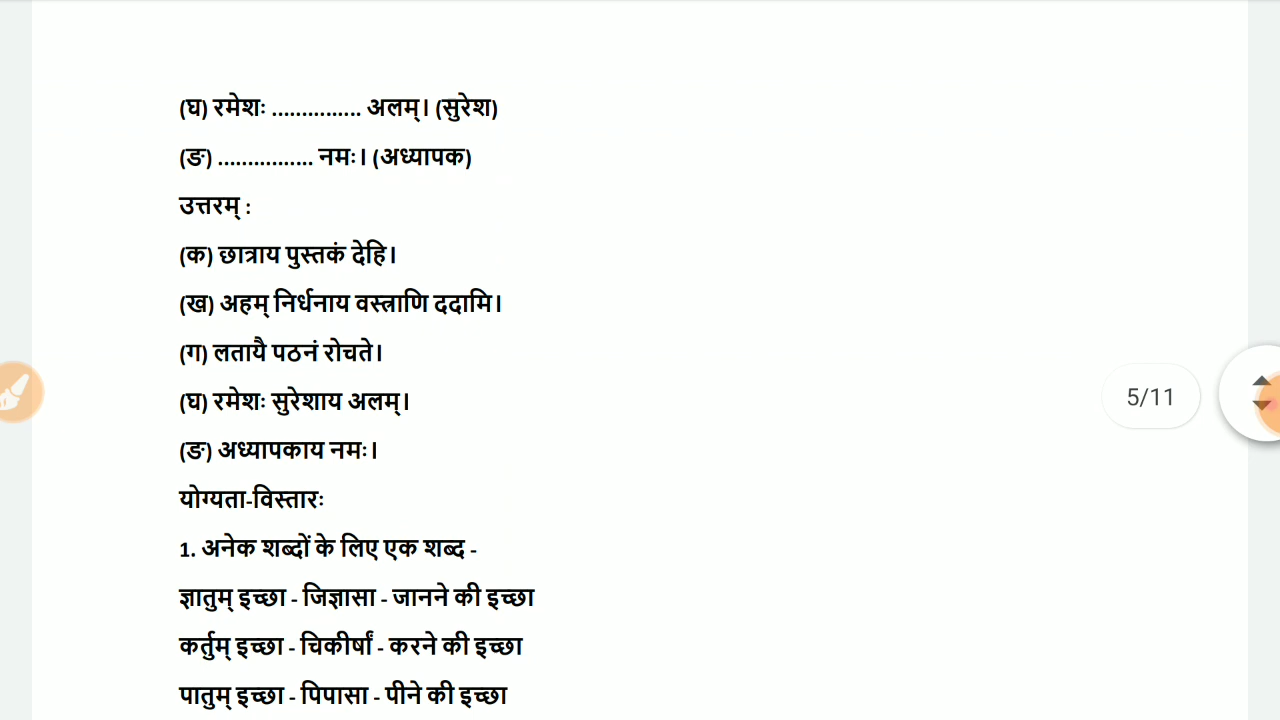 (घ) रमेशः ............... अलम्। (सुरेश)
(ङ) ................ नमः। (अध्यापक)
उत्तरम् :
(क) छात्राय पुस्तकं देहि।
(ख) अहम् निर्धनाय वस्त्राणि ददामि।
(ग) लतायै पठनं रोचते।
(घ) रमेशः सुरेशाय अलम्।
(ङ) अध्यापकाय नमः।
योग्यता-विस्तारः
1. अनेक शब्दों के लिए एक शब्द -
ज्ञातुम् इच्छा - जिज्ञासा - जानने की इच्छा
कर्तुम् इच्छा - चिकीर्षां - करने की इच्छा
पातुम् इच्छा - पिपासा - पीने की इच्छा
5/11